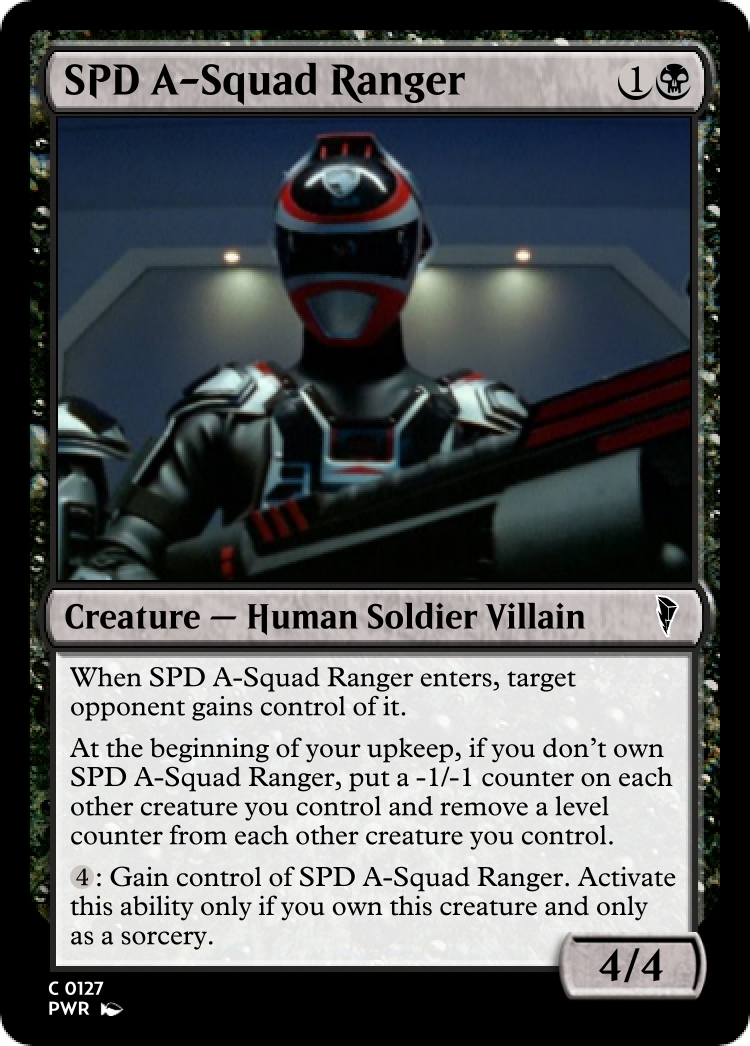 SPD A-Squad Ranger 1
Creature — Human Soldier Villain
When SPD A-Squad Ranger enters, target
opponent gains control of it.
At the beginning of your upkeep, if you don't own
SPD A-Squad Ranger, put a -1/-1 counter on each
other creature you control and remove a level
counter from each other creature you control.
4: Gain control of SPD A-Squad Ranger. Activate
this ability only if you own this creature and only
as a sorcery.
4/4
C 0127
PWR